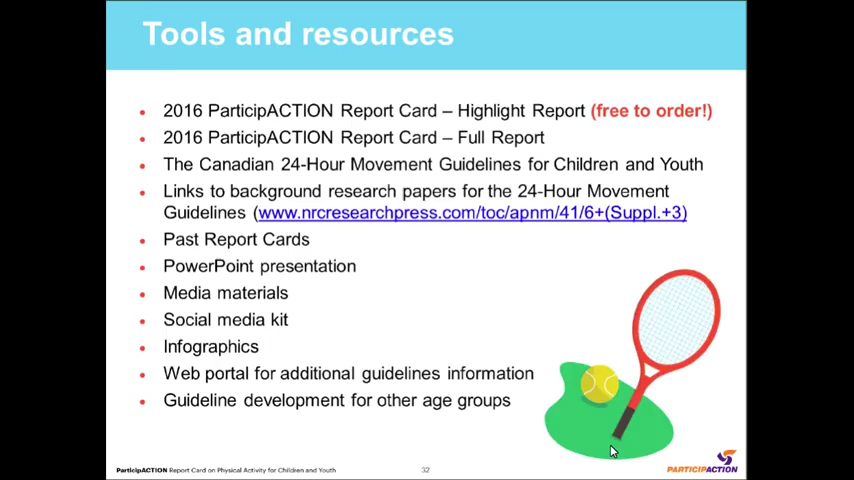 Tools and resources
• 2016 ParticipACTION Report Card – Highlight Report (free to order!)
• 2016 ParticipACTION Report Card – Full Report
• The Canadian 24-Hour Movement Guidelines for Children and Youth
• Links to background research papers for the 24-Hour Movement
Guidelines (www.nrcresearchpress.com/toc/apnm/41/6+(Suppl.+3)
• Past Report Cards
• PowerPoint presentation
• Media materials
• Social media kit
• Infographics
• Web portal for additional guidelines information
• Guideline development for other age groups
ParticipACTION Report Card on Physical Activity for Children and Youth
32
PARTICIPACTION